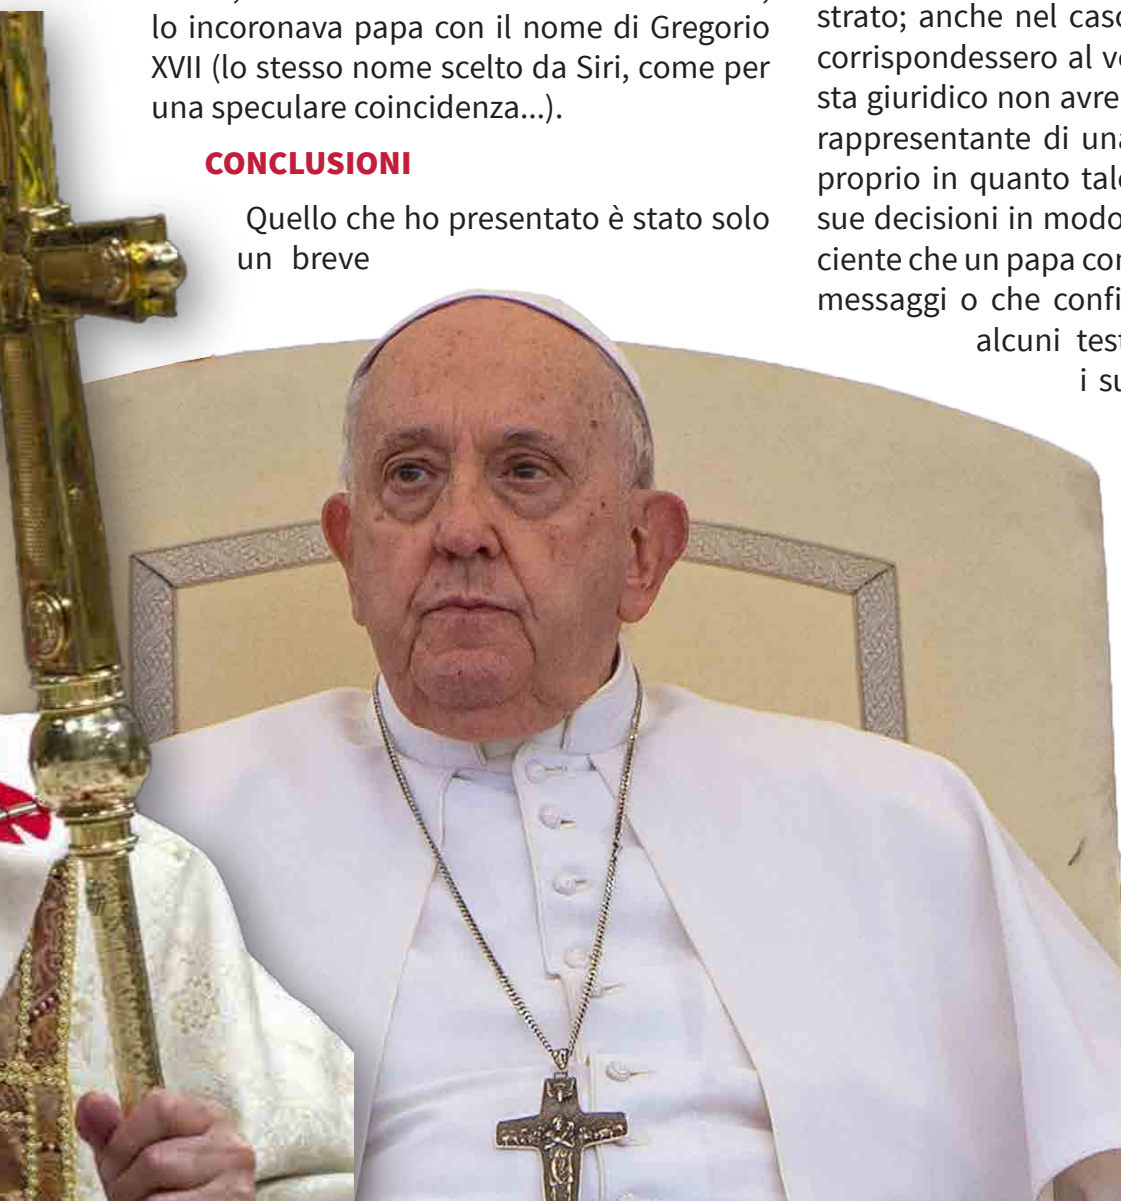 lo incoronava papa con il nome di Gregorio
XVII (lo stesso nome scelto da Siri, come per
una speculare coincidenza...).
CONCLUSIONI
Quello che ho presentato è stato solo
un breve
strato; anche nel caso
corrispondessero al
sta giuridico non
rappresentante di
proprio in quanto
sue decisioni in modo
ciente che un papa
messaggi o che
alcuni
i